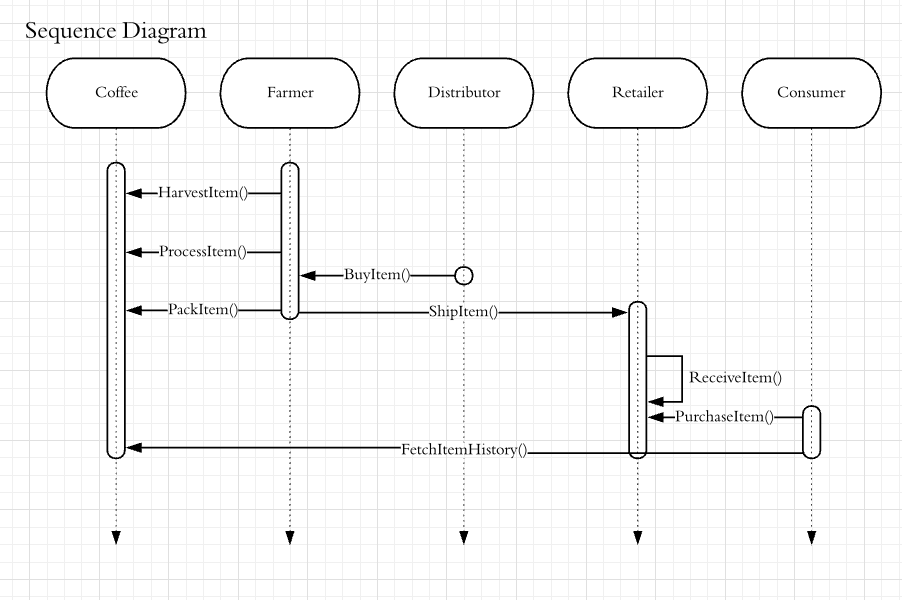 Sequence Diagram
Coffee
Farmer
Distributor
Retailer
Consumer
HarvestItem()
ProcessItem()
BuyItem()
PackItem()
ShipItem()
ReceiveItem()
PurchaseItem()
FetchItemHistory()